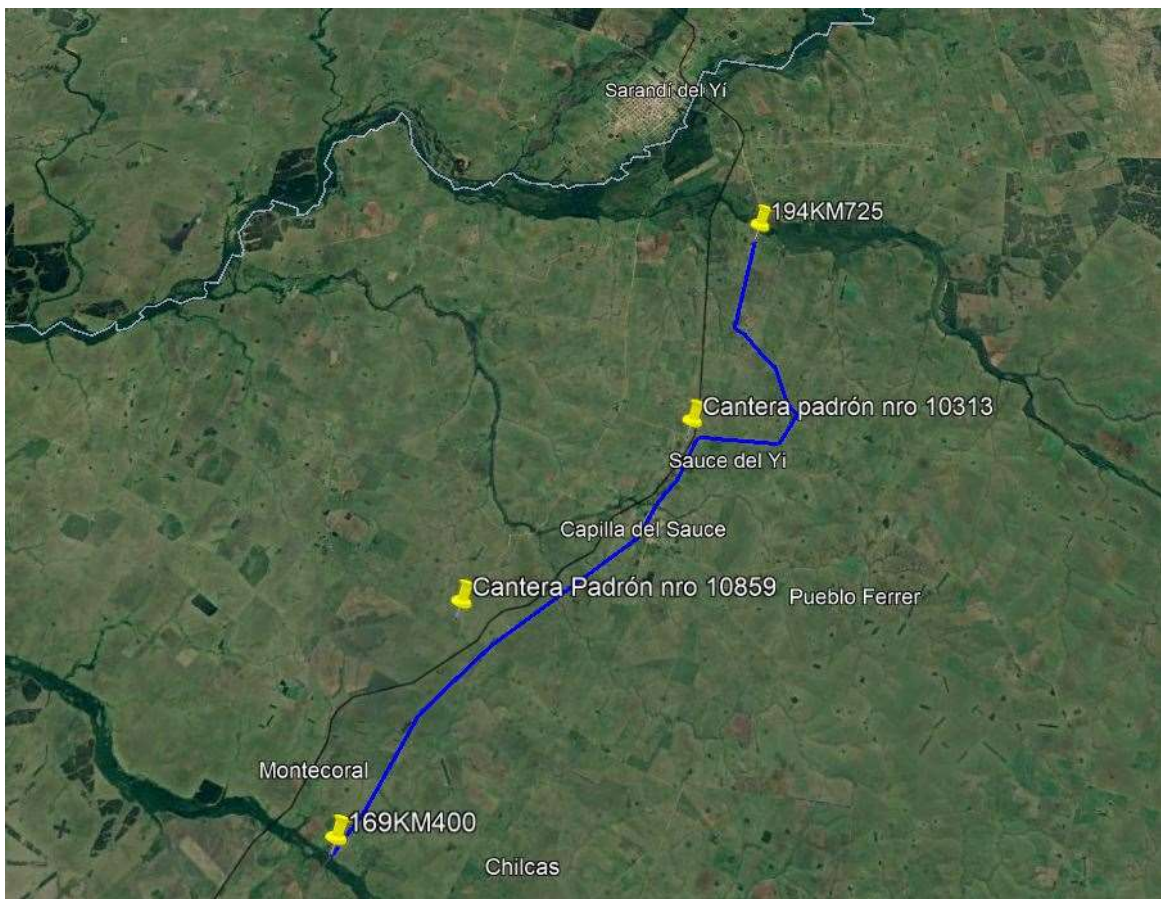 Sarandí del Yí
194KM725
Cantera padrón nro 10313
Sauce del Yi
Capilla del Sauce
Cantera Padrón nro 10859
Pueblo Ferrer
Montecoral
169KM400
Chilcas